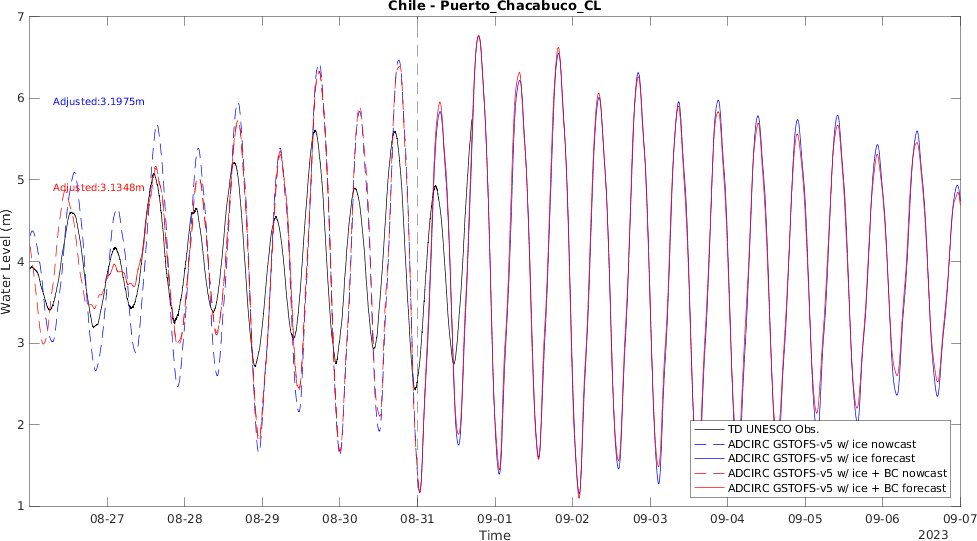 Chile - Puerto_Chacabuco_CL
7
6
5
4
3
2
1
Water Level (m)
Adjusted:3.1975m
Adjusted:3.1348m
TD UNESCO Obs.
ADCIRC GSTOFS-v5 w/ ice nowcast
ADCIRC GSTOFS-v5 w/ ice forecast
ADCIRC GSTOFS-v5 w/ ice + BC nowcast
ADCIRC GSTOFS-v5 w/ ice + BC forecast
08-27 08-28 08-29 08-30 08-31 09-01 09-02 09-03 09-04 09-05 09-06 09-07
Time
2023